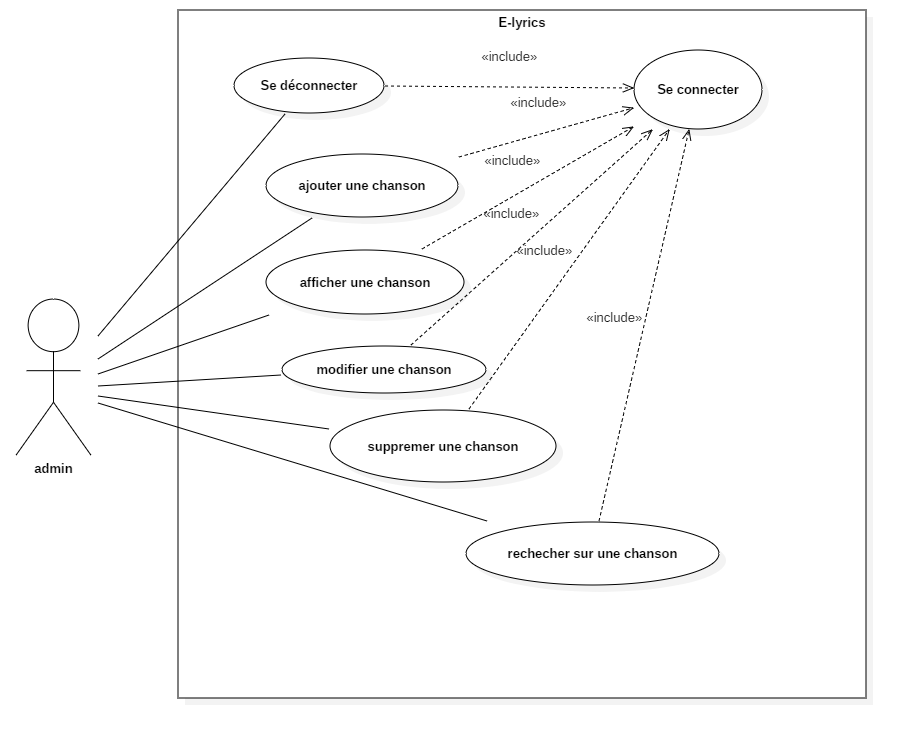 E-lyrics
«include»
Se déconnecter
Se connecter
«include»
«include»
ajouter une chanson
«include»
«include»
afficher une chanson
«include»
modifier une chanson
suppremer une chanson
admin
rechecher sur une chanson